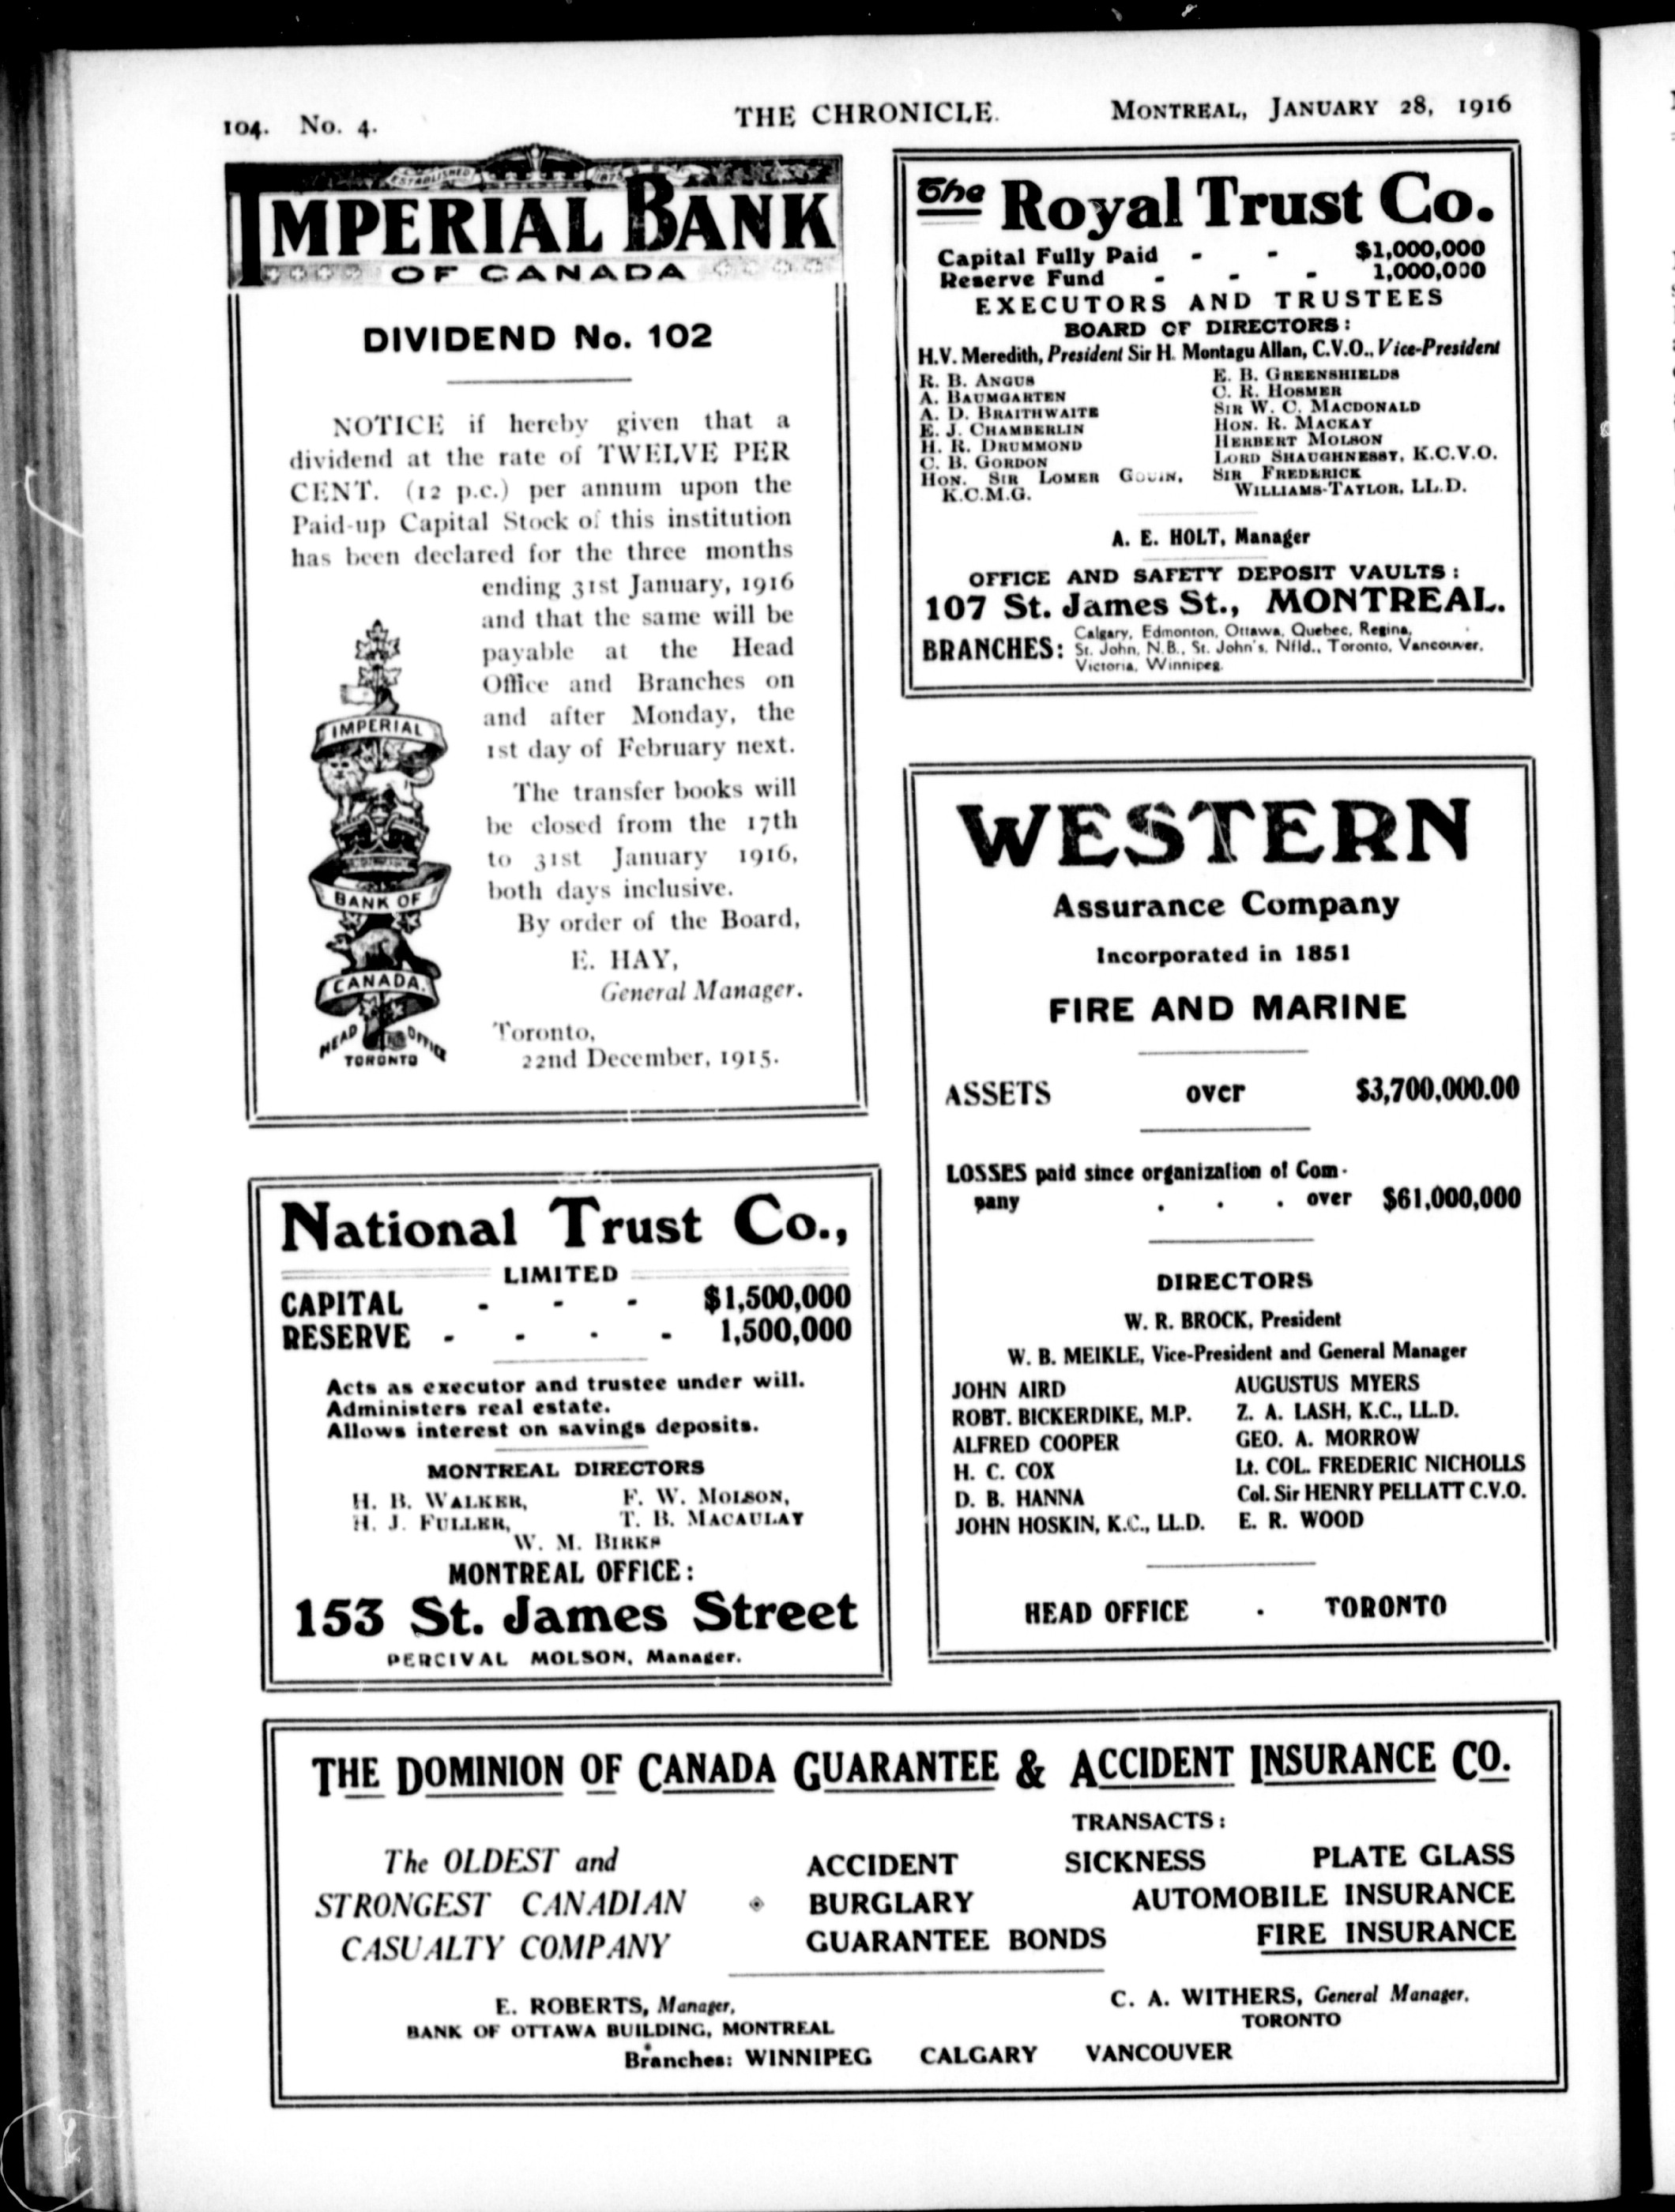 104. No. 4.
THE CHRONICLE.
MONTREAL, JANUARY 28, 1916
ESTABLISHED 1875
IMPERIAL BANK
OF CANADA
DIVIDEND No. 102
NOTICE if hereby given that a
dividend at the rate of TWELVE PER
CENT. (12 p.c.) per annum upon the
Paid-up Capital Stock of this institution
has been declared for the three months
ending 31st January, 1916
and that the same will be
payable at the Head
Office and Branches on
and after Monday, the
1st day of February next.
The transfer books will
be closed from the 17th
to 31st January 1916,
both days inclusive.
By order of the Board,
E. HAY,
General Manager.
Toronto,
22nd December, 1915.
IMPERIAL
BANK OF
CANADA.
HEAD OFFICE
TORONTO
The Royal Trust Co.
Capital Fully Paid - - $1,000,000
Reserve Fund - - - 1,000,000
EXECUTORS AND TRUSTEES
BOARD OF DIRECTORS:
H.V. Meredith, President Sir H. Montagu Allan, C.V.O., Vice-President
R. B. ANGUS
A. BAUMGARTEN
A. D. BRAITHWAITE
E. J. CHAMBERLIN
H. R. DRUMMOND
C. B. GORDON
HON. SIR LOMER GOUIN,
K.C.M.G.
E. B. GREENSHIELDS
C. R. HOSMER
SIR W. C. MACDONALD
HON. R. MACKAY
HERBERT MOLSON
LORD SHAUGHNESSY, K.C.V.O.
SIR FREDERICK
WILLIAMS-TAYLOR, LL.D.
A. E. HOLT, Manager
OFFICE AND SAFETY DEPOSIT VAULTS:
107 St. James St., MONTREAL.
BRANCHES: Calgary, Edmonton, Ottawa, Quebec, Regina,
St. John, N.B., St. John's, Nfld., Toronto, Vancouver,
Victoria, Winnipeg.
WESTERN
Assurance Company
Incorporated in 1851
FIRE AND MARINE
ASSETS over $3,700,000.00
LOSSES paid since organization of Com-
pany . . . over $61,000,000
DIRECTORS
W. R. BROCK, President
W. B. MEIKLE, Vice-President and General Manager
JOHN AIRD
ROBT. BICKERDIKE, M.P.
ALFRED COOPER
H. C. COX
D. B. HANNA
JOHN HOSKIN, K.C., LL.D.
AUGUSTUS MYERS
Z. A. LASH, K.C., LL.D.
GEO. A. MORROW
Lt. COL. FREDERIC NICHOLLS
Col. Sir HENRY PELLATT C.V.O.
E. R. WOOD
HEAD OFFICE . TORONTO
National Trust Co.,
LIMITED
CAPITAL - - - $1,500,000
RESERVE - - - - 1,500,000
Acts as executor and trustee under will.
Administers real estate.
Allows interest on savings deposits.
MONTREAL DIRECTORS
H. B. WALKER, F. W. MOLSON,
H. J. FULLER, T. B. MACAULAY
W. M. BIRKS
MONTREAL OFFICE:
153 St. James Street
PERCIVAL MOLSON, Manager.
THE DOMINION OF CANADA GUARANTEE & ACCIDENT INSURANCE CO.
The OLDEST and
STRONGEST CANADIAN
CASUALTY COMPANY
TRANSACTS:
ACCIDENT SICKNESS PLATE GLASS
BURGLARY AUTOMOBILE INSURANCE
GUARANTEE BONDS FIRE INSURANCE
E. ROBERTS, Manager,
BANK OF OTTAWA BUILDING, MONTREAL
C. A. WITHERS, General Manager,
TORONTO
Branches: WINNIPEG CALGARY VANCOUVER